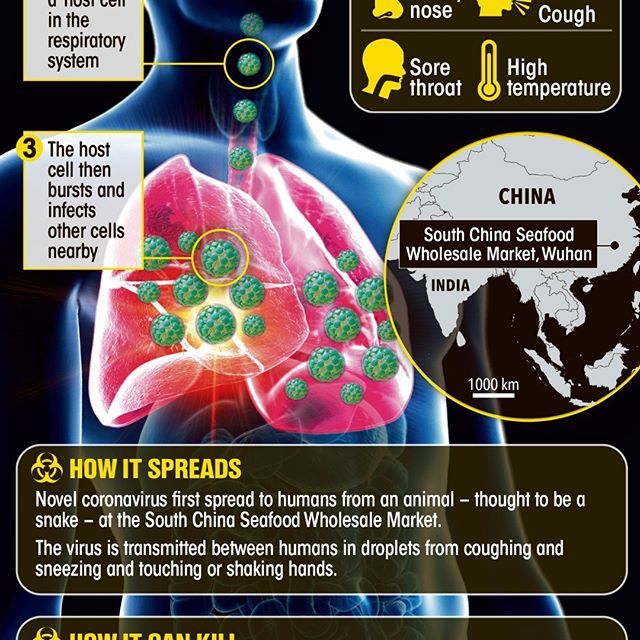 a host cell
in the
respiratory
system
nose
Cough
Sore
throat
High
temperature
3 The host
cell then
bursts and
infects
other cells
nearby
CHINA
South China Seafood
Wholesale Market, Wuhan
INDIA
1000 km
HOW IT SPREADS
Novel coronavirus first spread to humans from an animal – thought to be a
snake – at the South China Seafood Wholesale Market.
The virus is transmitted between humans in droplets from coughing and
sneezing and touching or shaking hands.
HOW IT CAN KILL